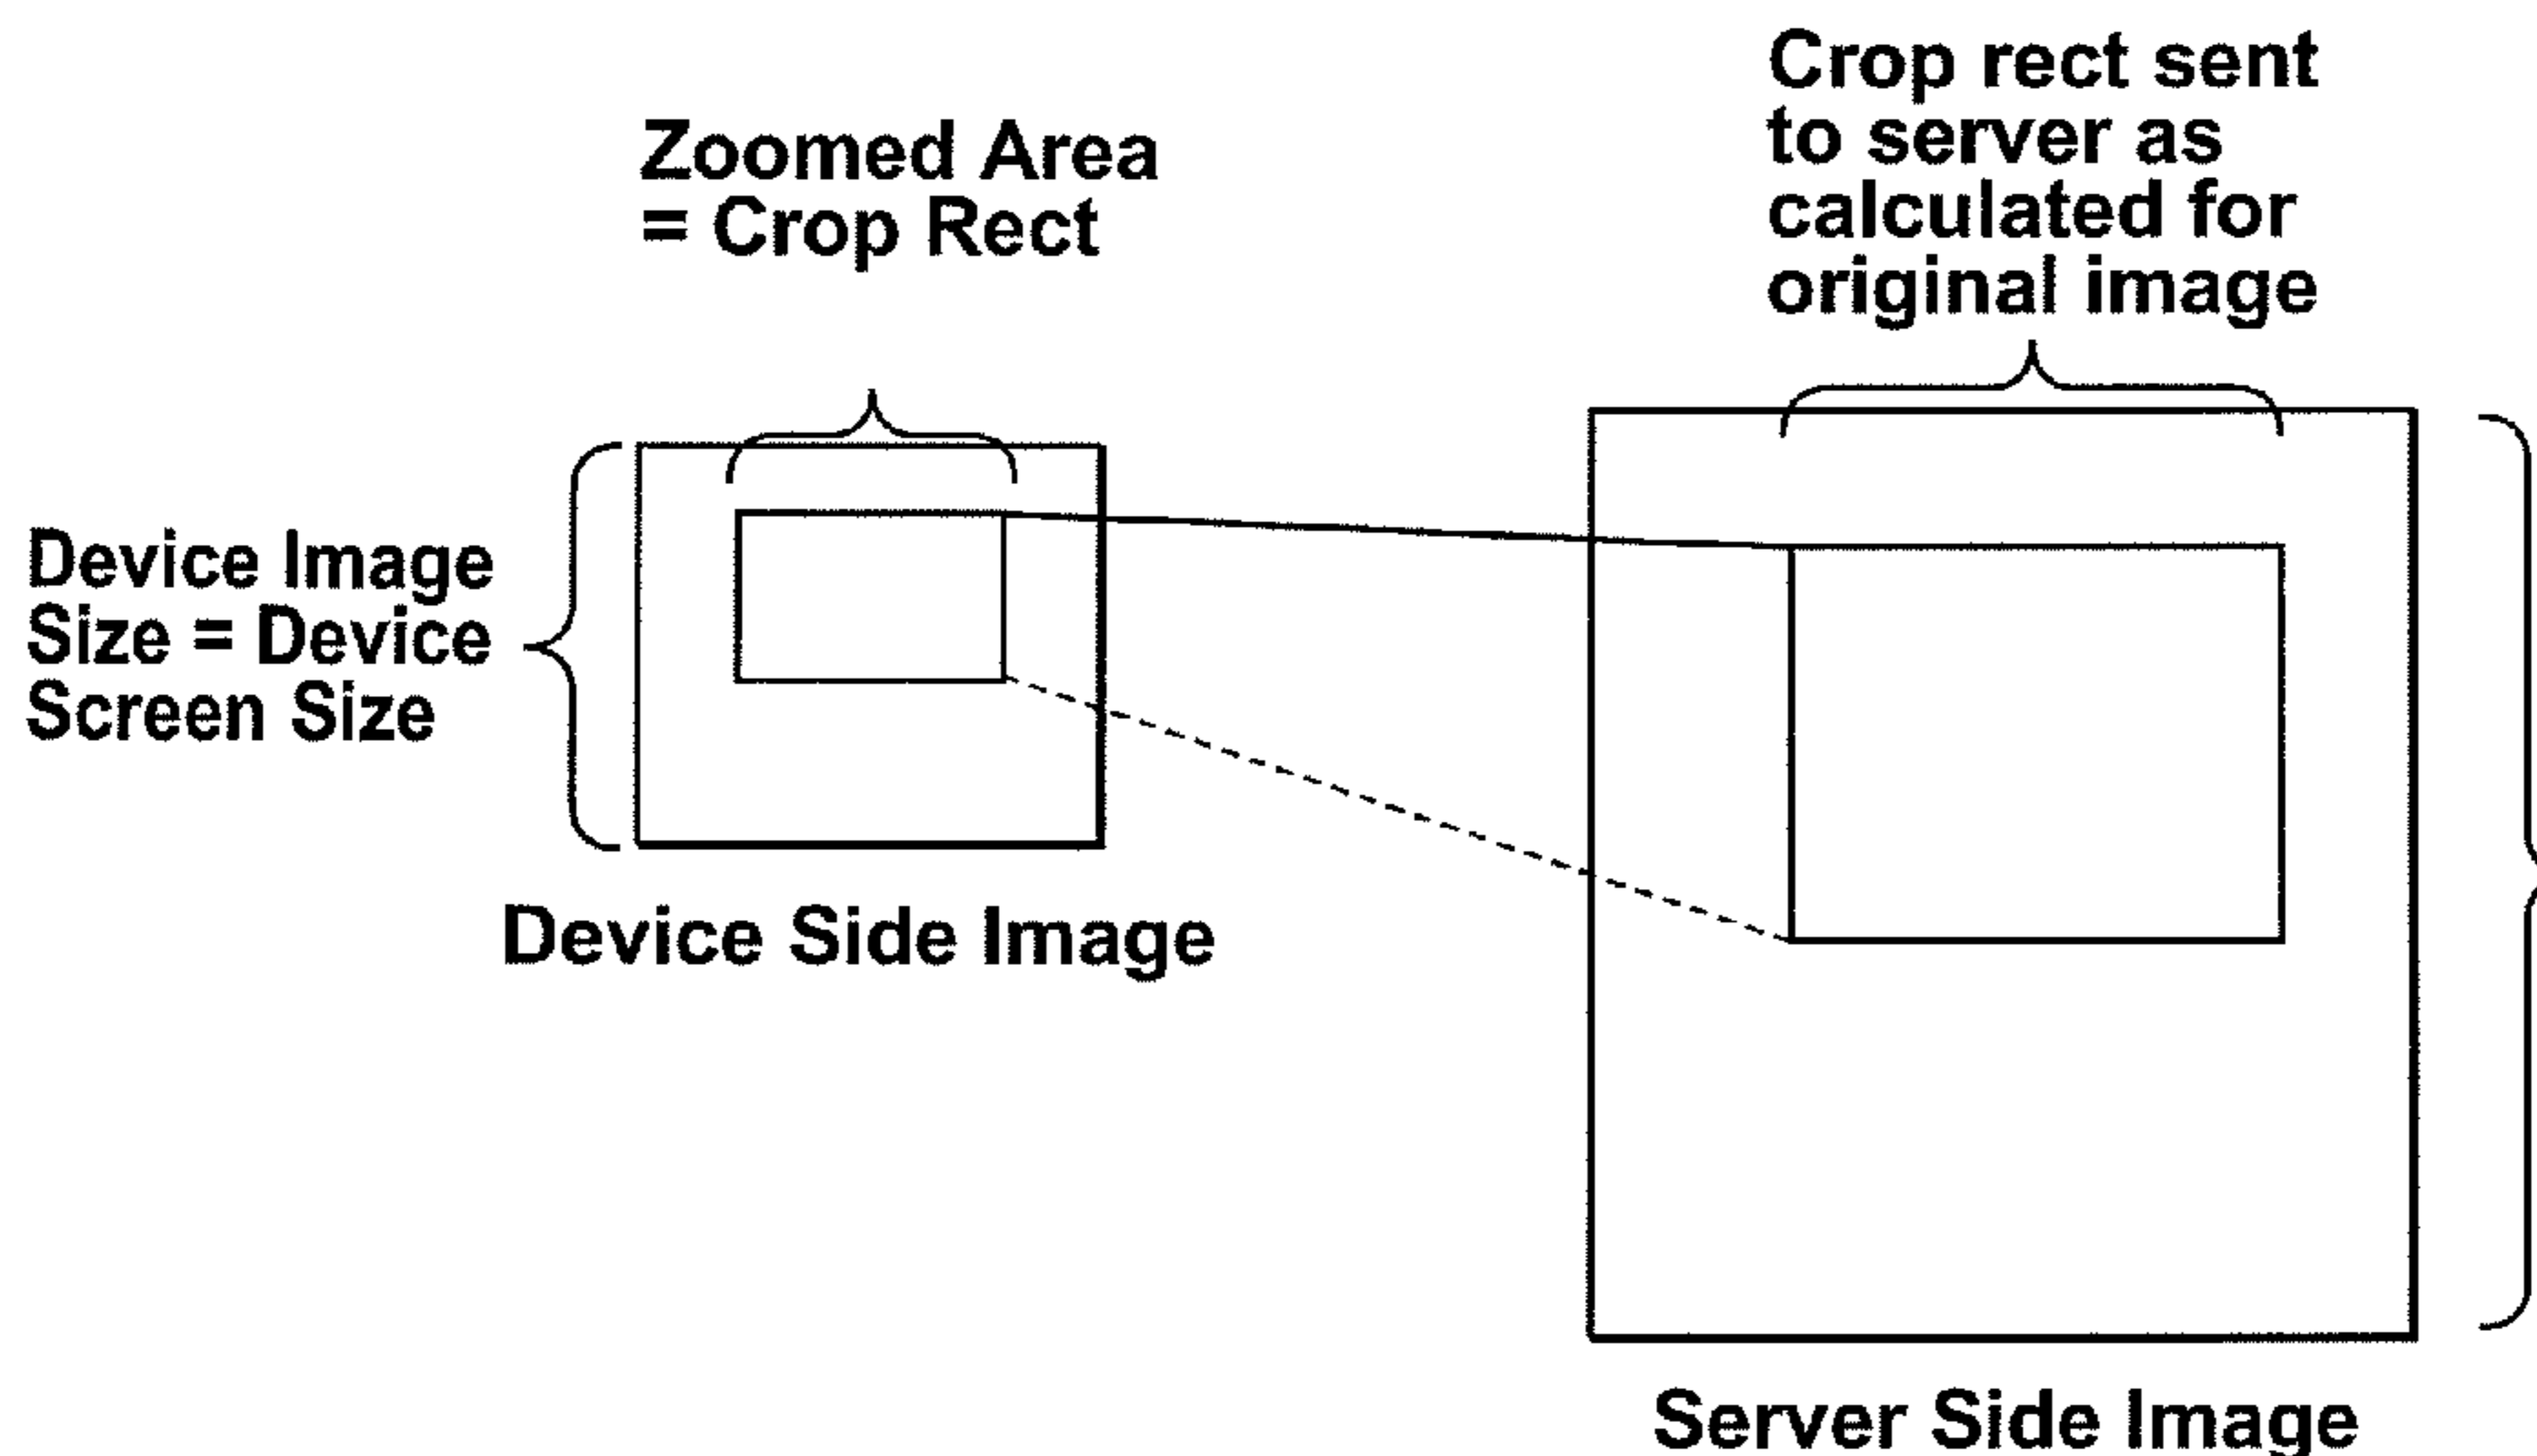 Zoomed Area
= Crop Rect
Crop rect sent
to server as
calculated for
original image
Device Image
Size = Device
Screen Size
Device Side Image
Server Side Image